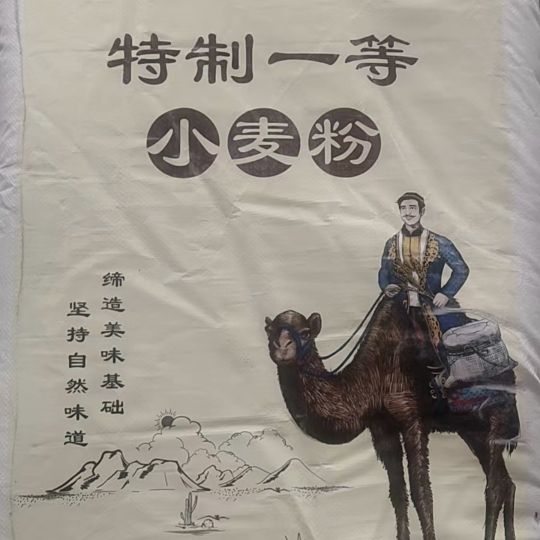 特制一等
小麦粉
缔造美味基础
坚持自然味道